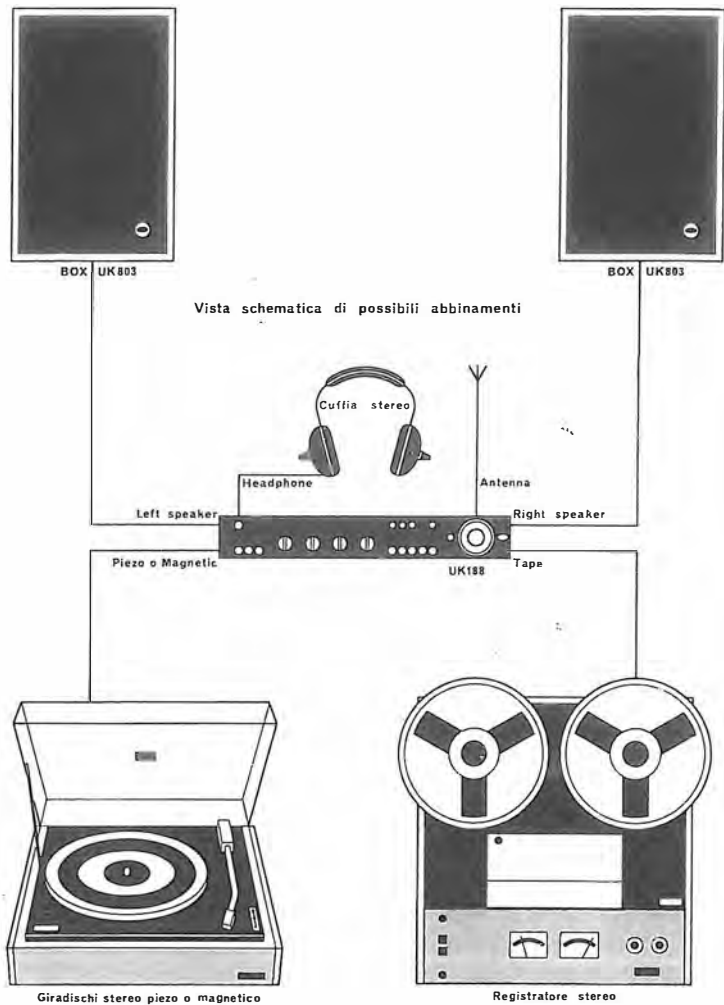 BOX UK803
BOX UK803
Vista schematica di possibili abbinamenti
Cuffia stereo
Headphone
Antenna
Left speaker
Right speaker
Piezo o Magnetic
UK188
Tape
Giradischi stereo piezo o magnetico
Registratore stereo